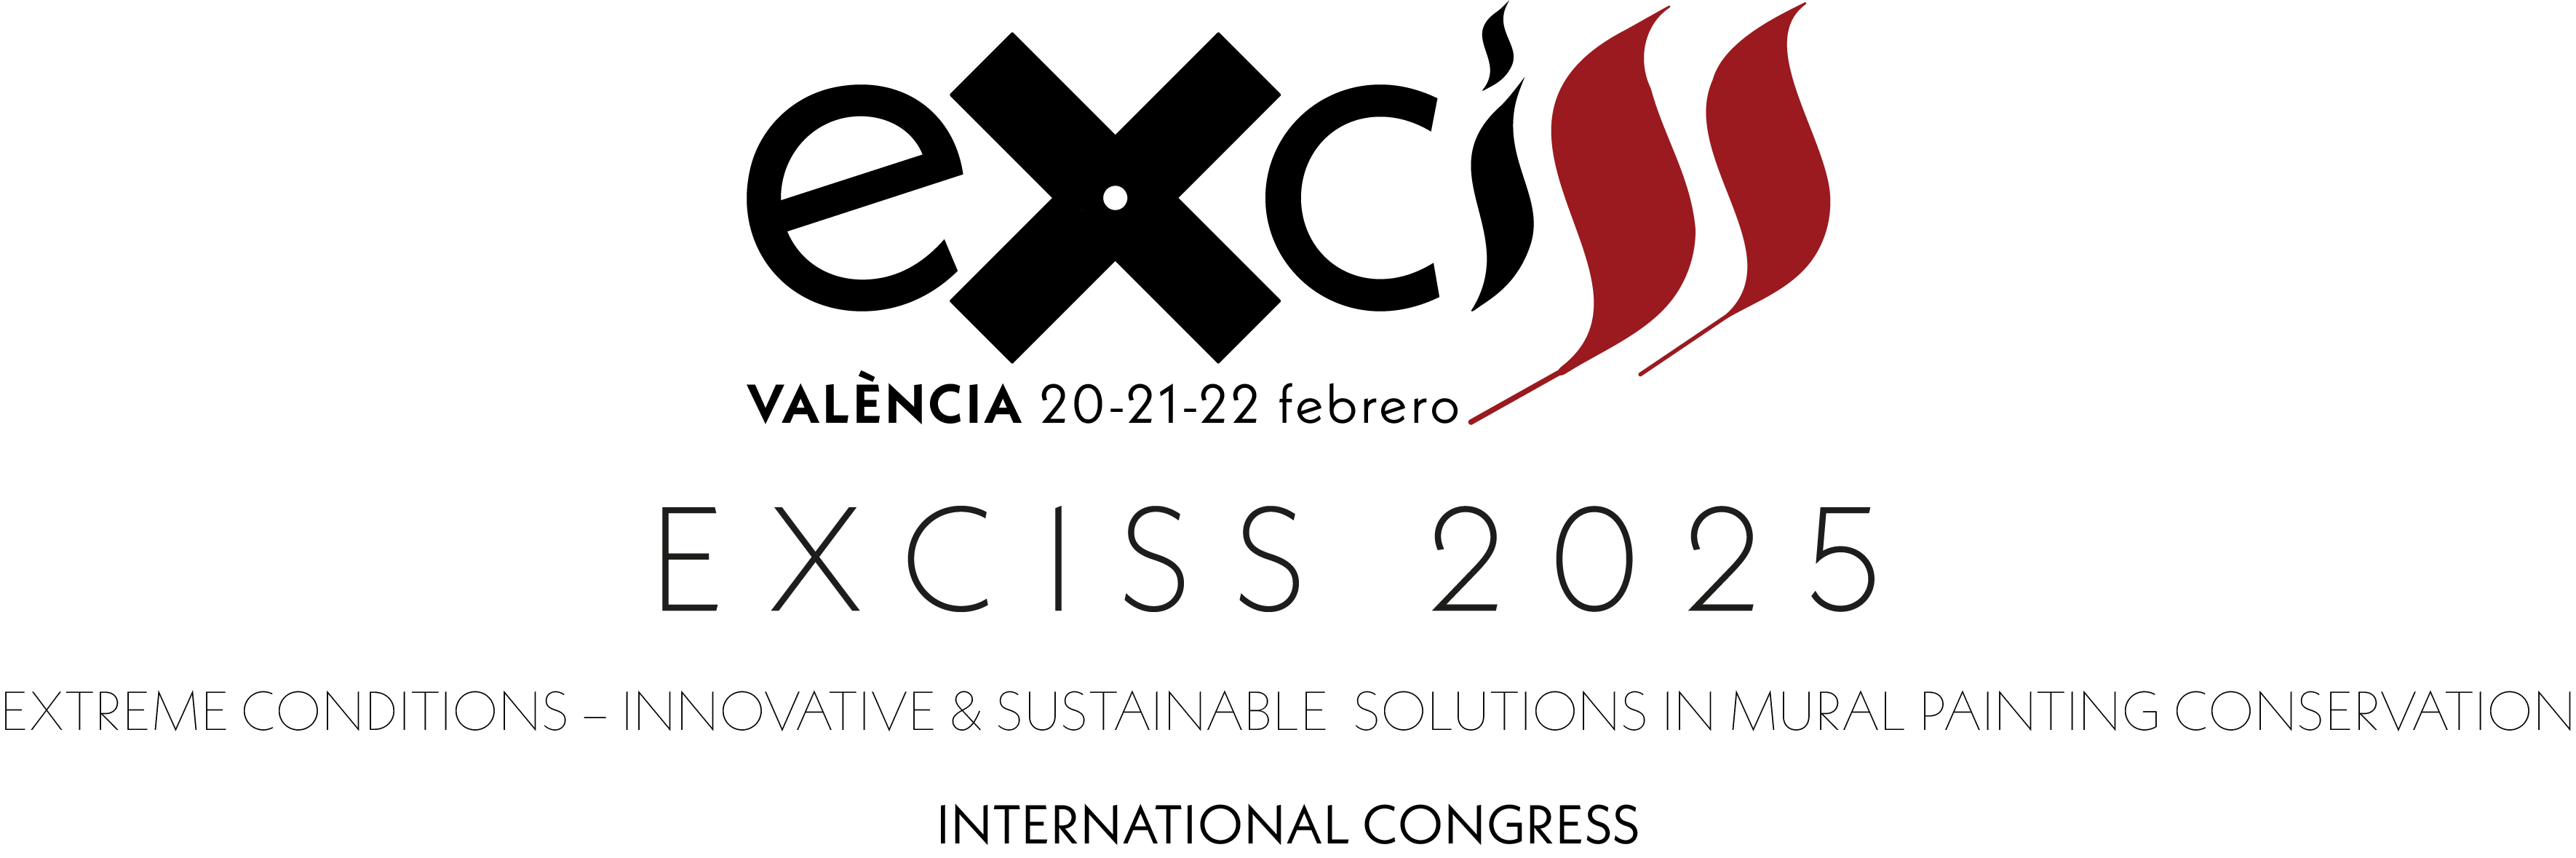 exciss
VALÈNCIA 20-21-22 febrero
EXCISS 2025
EXTREME CONDITIONS – INNOVATIVE & SUSTAINABLE SOLUTIONS IN MURAL PAINTING CONSERVATION
INTERNATIONAL CONGRESS